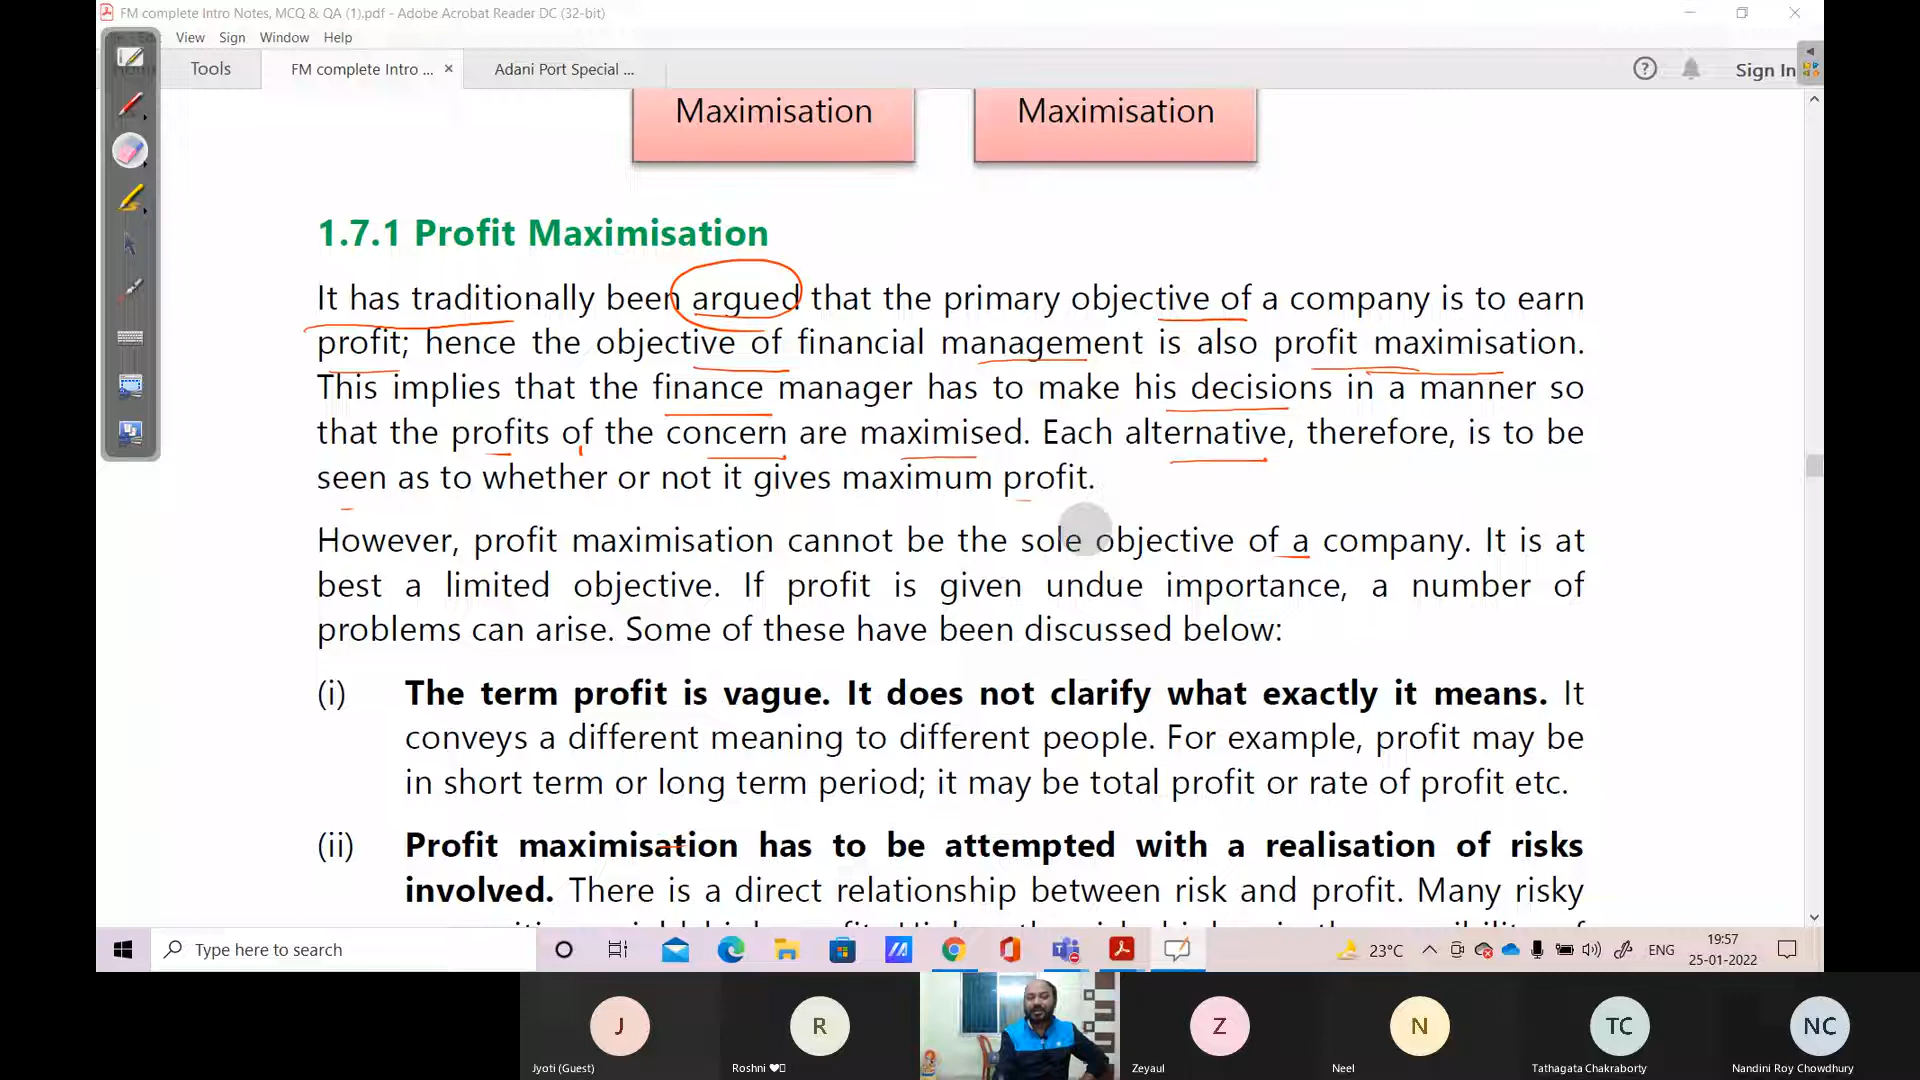 FM complete Intro Notes, MCQ & QA (1).pdf - Adobe Acrobat Reader DC (32-bit)
View Sign Window Help
Tools FM complete Intro ... × Adani Port Special ... Sign In
Maximisation Maximisation
1.7.1 Profit Maximisation
It has traditionally been argued that the primary objective of a company is to earn
profit; hence the objective of financial management is also profit maximisation.
This implies that the finance manager has to make his decisions in a manner so
that the profits of the concern are maximised. Each alternative, therefore, is to be
seen as to whether or not it gives maximum profit.
However, profit maximisation cannot be the sole objective of a company. It is at
best a limited objective. If profit is given undue importance, a number of
problems can arise. Some of these have been discussed below:
(i) The term profit is vague. It does not clarify what exactly it means. It
conveys a different meaning to different people. For example, profit may be
in short term or long term period; it may be total profit or rate of profit etc.
(ii) Profit maximisation has to be attempted with a realisation of risks
involved. There is a direct relationship between risk and profit. Many risky
Type here to search 23°C ENG 19:57
25-01-2022
J R Z N TC NC
Jyoti (Guest) Roshni Zeyaul Neel Tathagata Chakraborty Nandini Roy Chowdhury